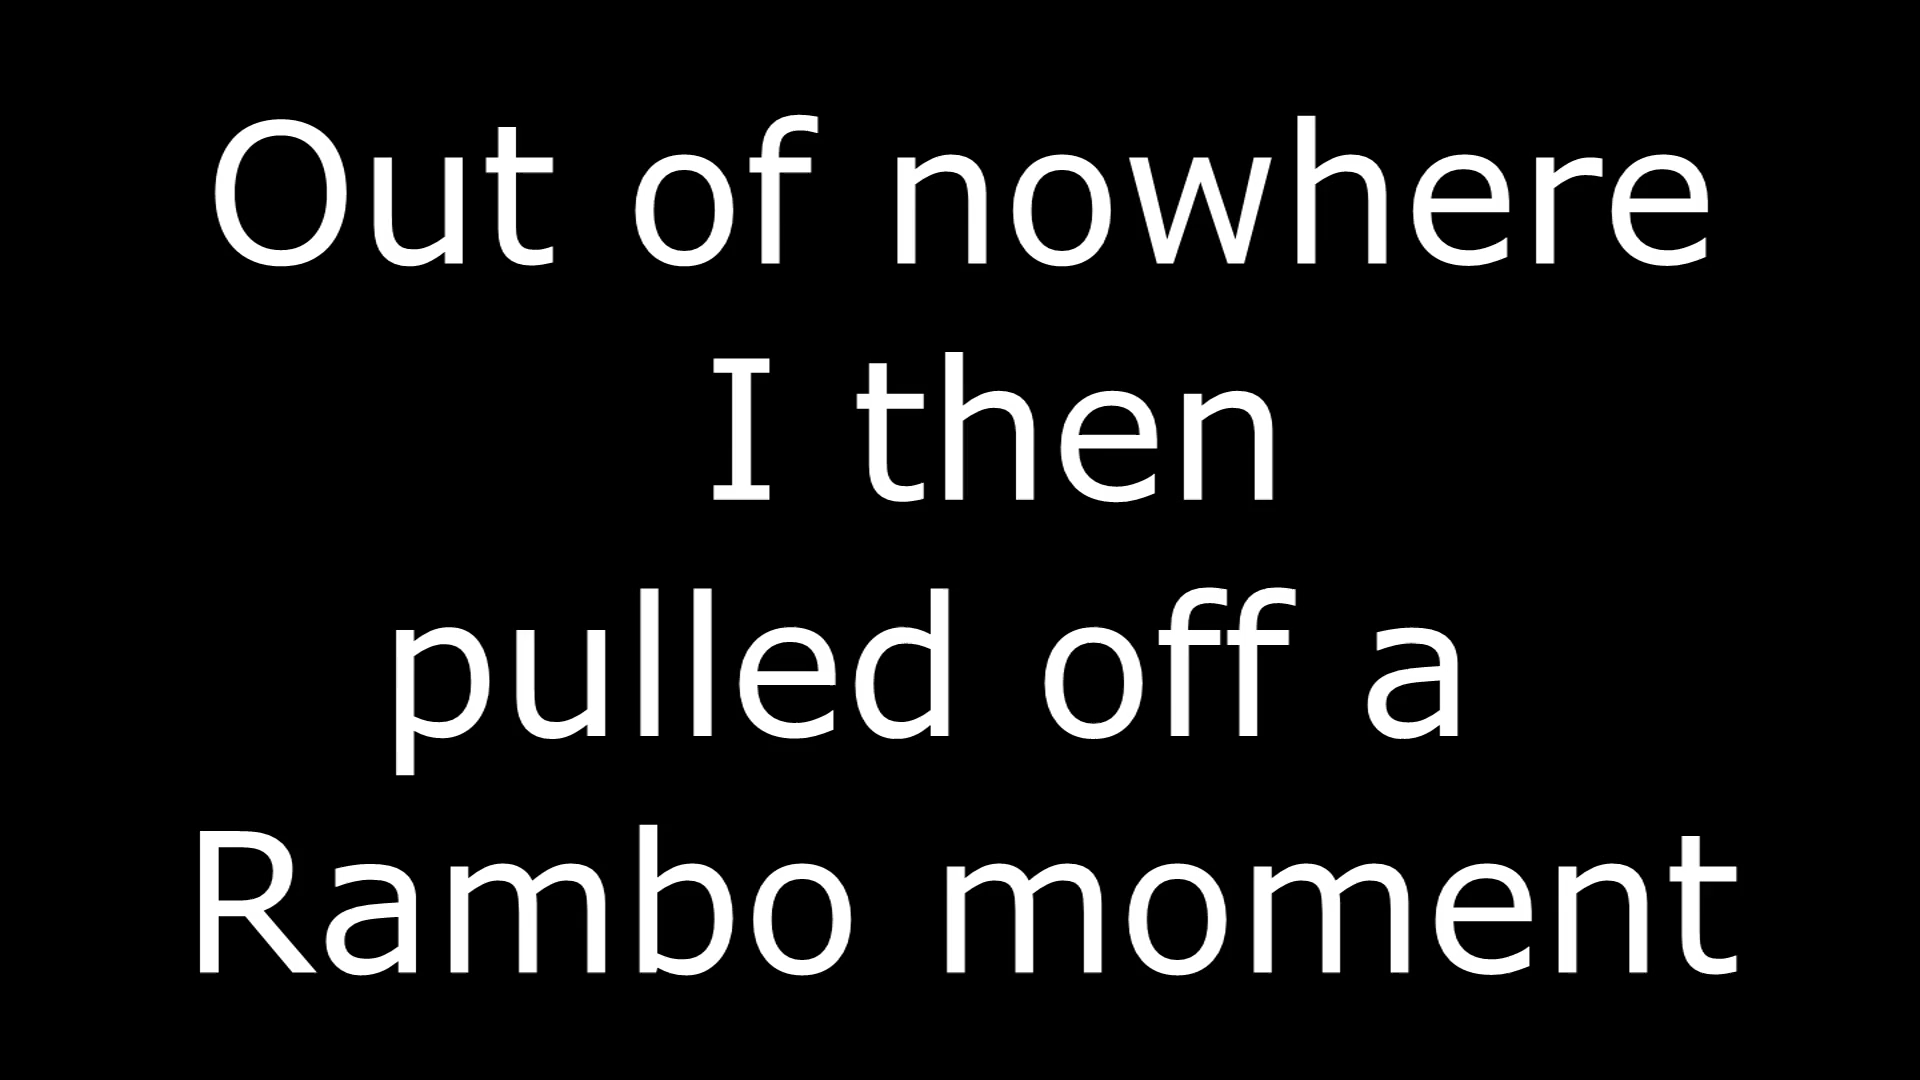 Out of nowhere
I then
pulled off a
Rambo moment